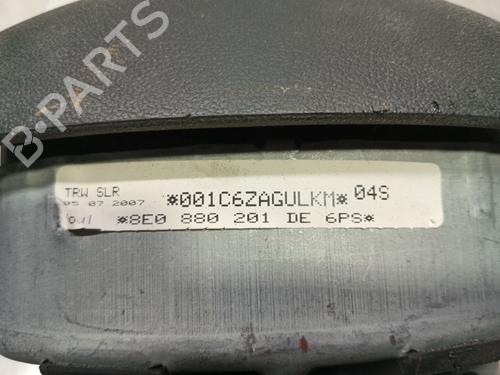 B-PARTS
TRW SLR
05 07 2007
*001C6ZAGULKM* 04S
*8E0 880 201 DE 6PS*